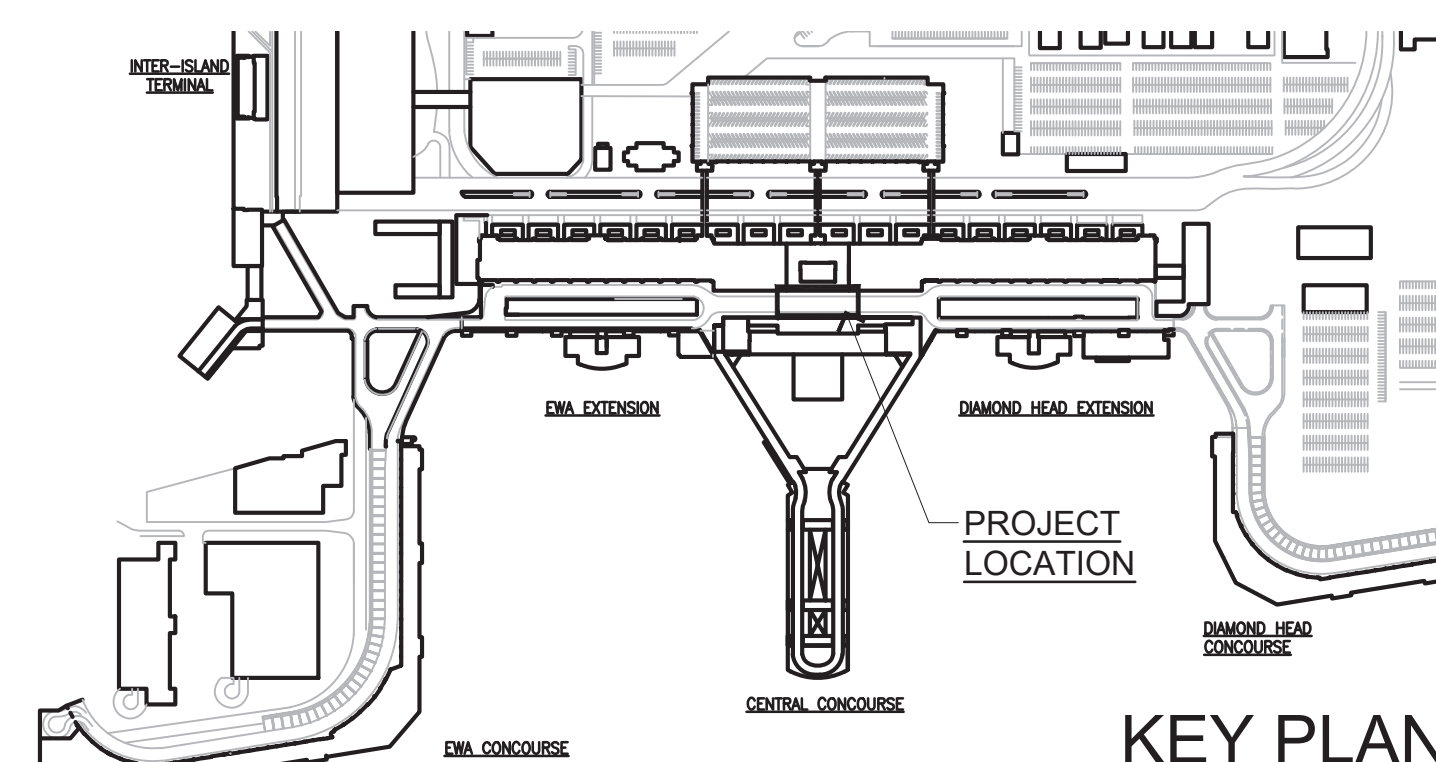 INTER-ISLAND
TERMINAL
EWA EXTENSION
DIAMOND HEAD EXTENSION
PROJECT
LOCATION
DIAMOND HEAD
CONCOURSE
CENTRAL CONCOURSE
EWA CONCOURSE
KEY PLAN